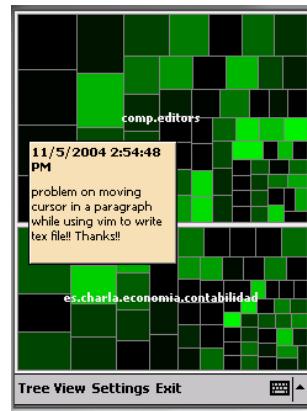 comp.editors
11/5/2004 2:54:48
PM
problem on moving
cursor in a paragraph
while using vim to write
tex file!! Thanks!!
es.charla.economia.contabilidad
Tree View Settings Exit